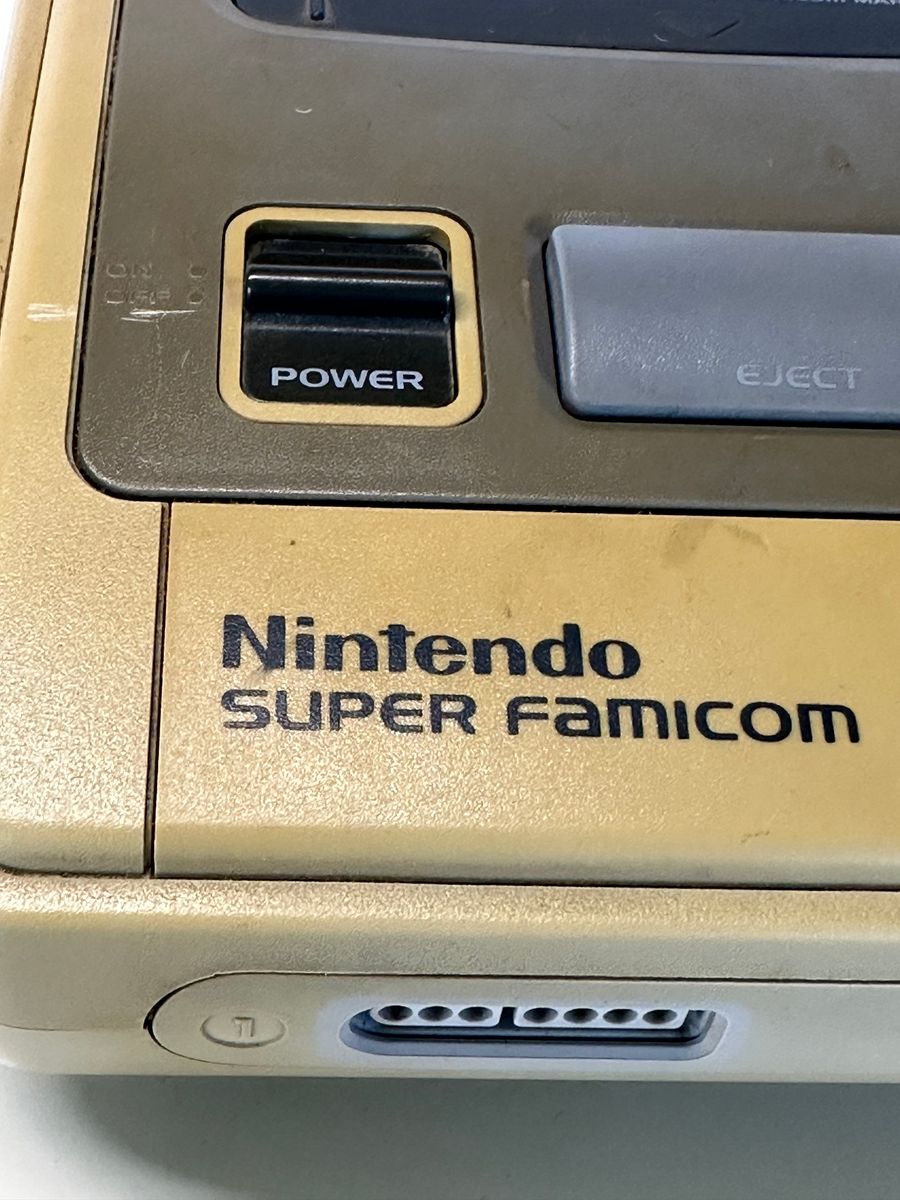 ON
OFF
POWER
EJECT
Nintendo
SUPER FAMICOM
1